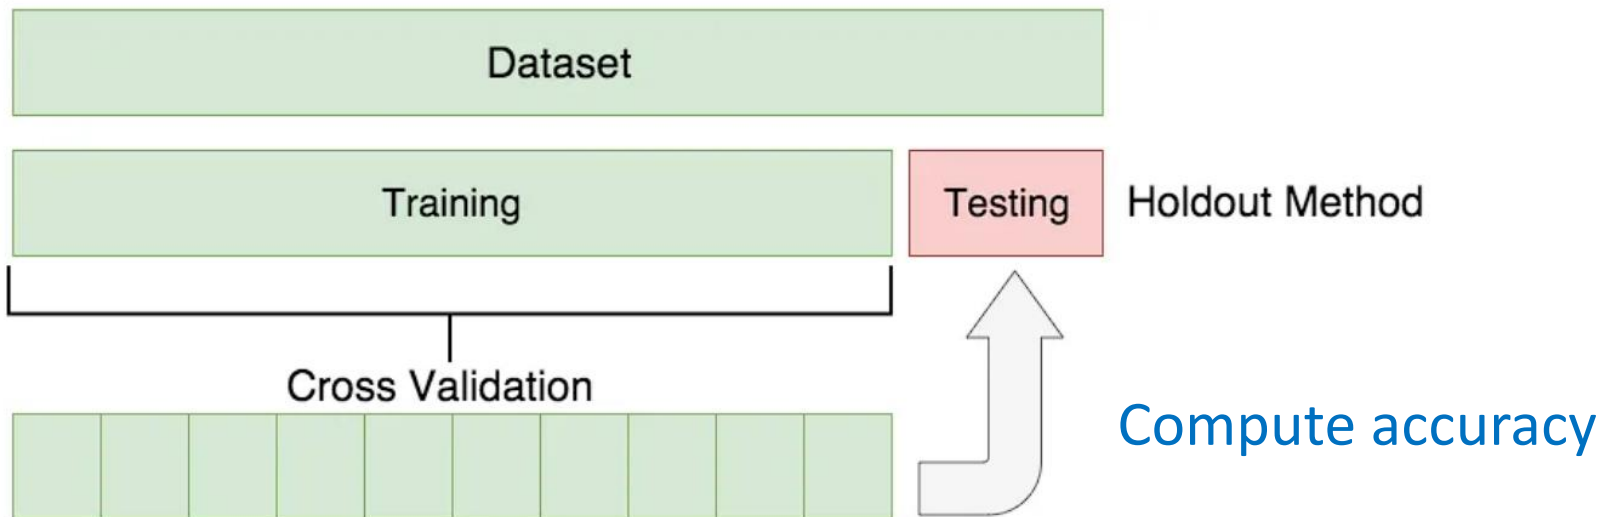 Dataset
Training
Testing
Holdout Method
Cross Validation
Compute accuracy